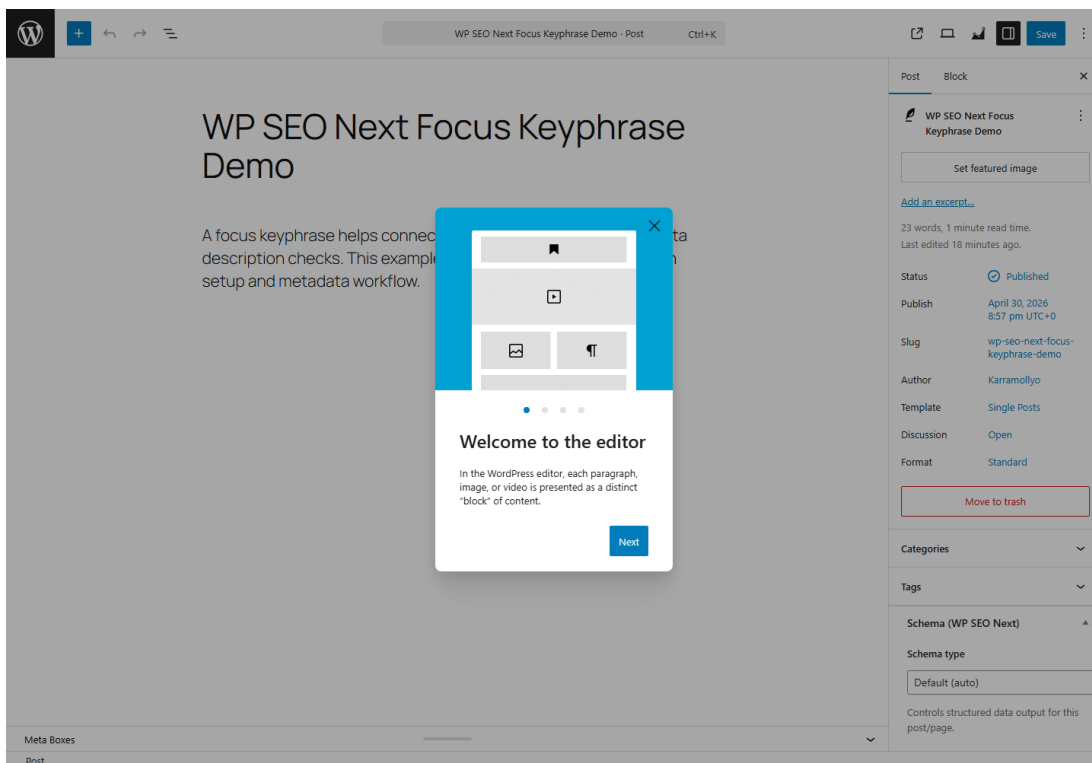 WP SEO Next Focus Keyphrase Demo · Post Ctrl+K
Save
Post Block
WP SEO Next Focus
Keyphrase Demo
Set featured image
Add an excerpt...
23 words, 1 minute read time.
Last edited 18 minutes ago.
Status Published
Publish April 30, 2026
8:57 pm UTC+0
Slug wp-seo-next-focus-
keyphrase-demo
Author Karramollyo
Template Single Posts
Discussion Open
Format Standard
Move to trash
Categories
Tags
Schema (WP SEO Next)
Schema type
Default (auto)
Controls structured data output for this
post/page.
WP SEO Next Focus Keyphrase
Demo
A focus keyphrase helps connec
ta
description checks. This example
setup and metadata workflow.
Welcome to the editor
In the WordPress editor, each paragraph,
image, or video is presented as a distinct
"block" of content.
Next
Meta Boxes
Post